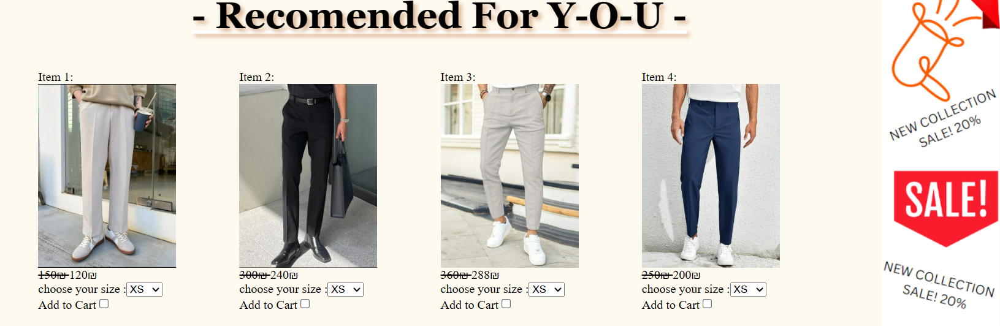 - Recomended For Y-O-U -
Item 1:
150₪ 120₪
choose your size : XS
Add to Cart
Item 2:
300₪ 240₪
choose your size : XS
Add to Cart
Item 3:
360₪ 288₪
choose your size : XS
Add to Cart
Item 4:
250₪ 200₪
choose your size : XS
Add to Cart
NEW COLLECTION
SALE! 20%
SALE!
NEW COLLECTION
SALE! 20%